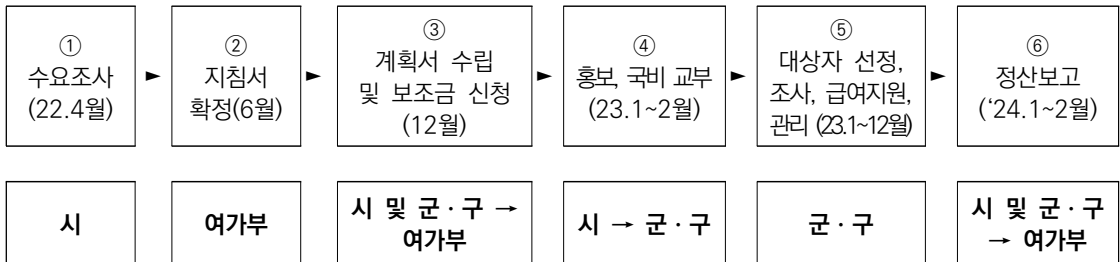 ①
수요조사
(22.4월)
►
②
지침서
확정(6월)
►
③
계획서 수립
및 보조금 신청
(12월)
►
④
홍보, 국비 교부
(23.1~2월)
►
⑤
대상자 선정,
조사, 급여지원,
관리 (23.1~12월)
►
⑥
정산보고
(‘24.1~2월)
시
여가부
시 및 군·구 →
여가부
시 → 군·구
군·구
시 및 군·구
→ 여가부